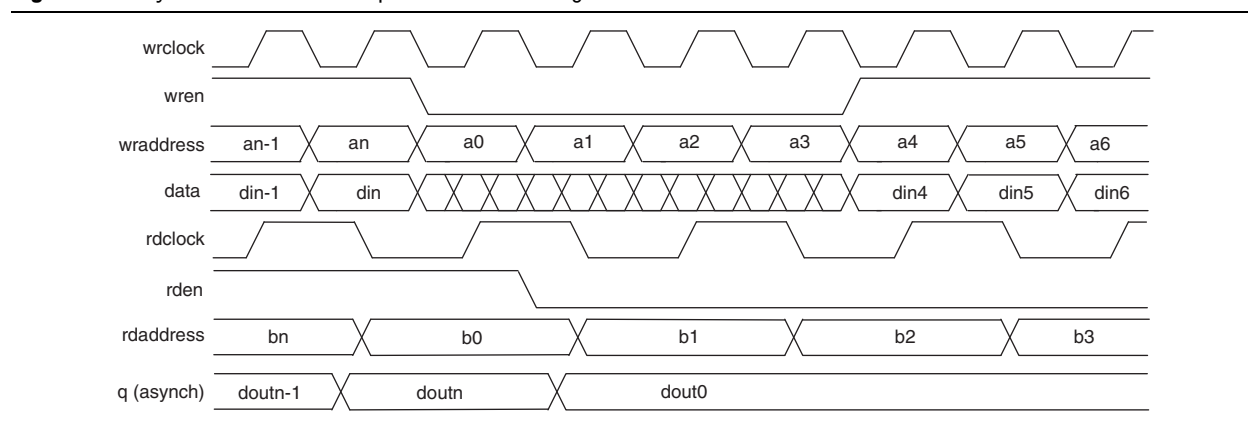 wrclock
wren
wraddress an-1 an a0 a1 a2 a3 a4 a5 a6
data din-1 din din4 din5 din6
rdclock
rden
rdaddress bn b0 b1 b2 b3
q (asynch) doutn-1 doutn dout0